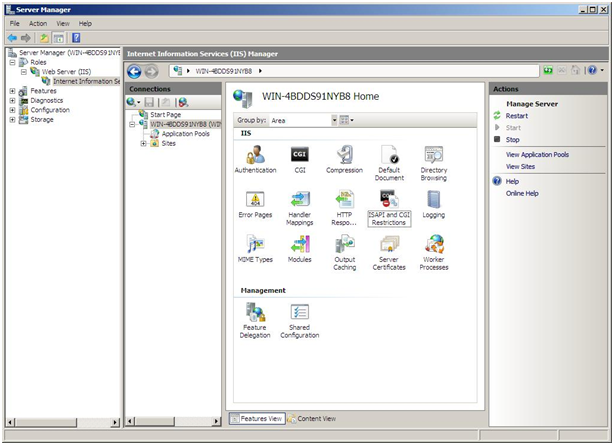 Server Manager
File Action View Help
Server Manager (WIN-4BDDS91NYB8
Roles
Web Server (IIS)
Internet Information Se
Features
Diagnostics
Configuration
Storage
Internet Information Services (IIS) Manager
WIN-4BDDS91NYB8
Connections
Start Page
WIN-4BDDS91NYB8 (WIN
Application Pools
Sites
WIN-4BDDS91NYB8 Home
Group by: Area
IIS
Authentication
CGI
Compression
Default
Document
Directory
Browsing
Error Pages
Handler
Mappings
HTTP
Respo...
ISAPI and CGI
Restrictions
Logging
MIME Types
Modules
Output
Caching
Server
Certificates
Worker
Processes
Management
Feature
Delegation
Shared
Configuration
Features View
Content View
Actions
Manage Server
Restart
Start
Stop
View Application Pools
View Sites
Help
Online Help